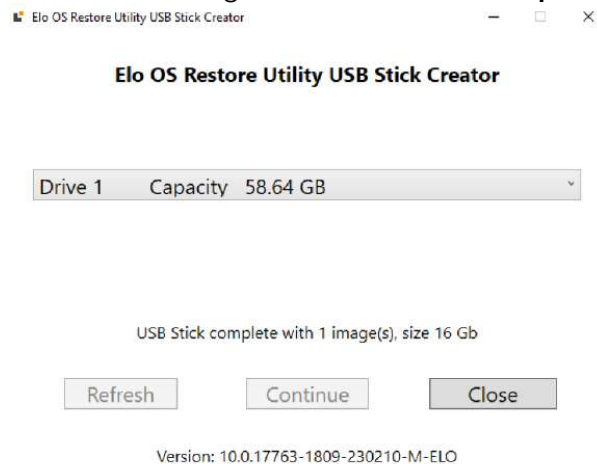 Elo OS Restore Utility USB Stick Creator
Elo OS Restore Utility USB Stick Creator
Drive 1 Capacity 58.64 GB
USB Stick complete with 1 image(s), size 16 Gb
Refresh Continue Close
Version: 10.0.17763-1809-230210-M-ELO